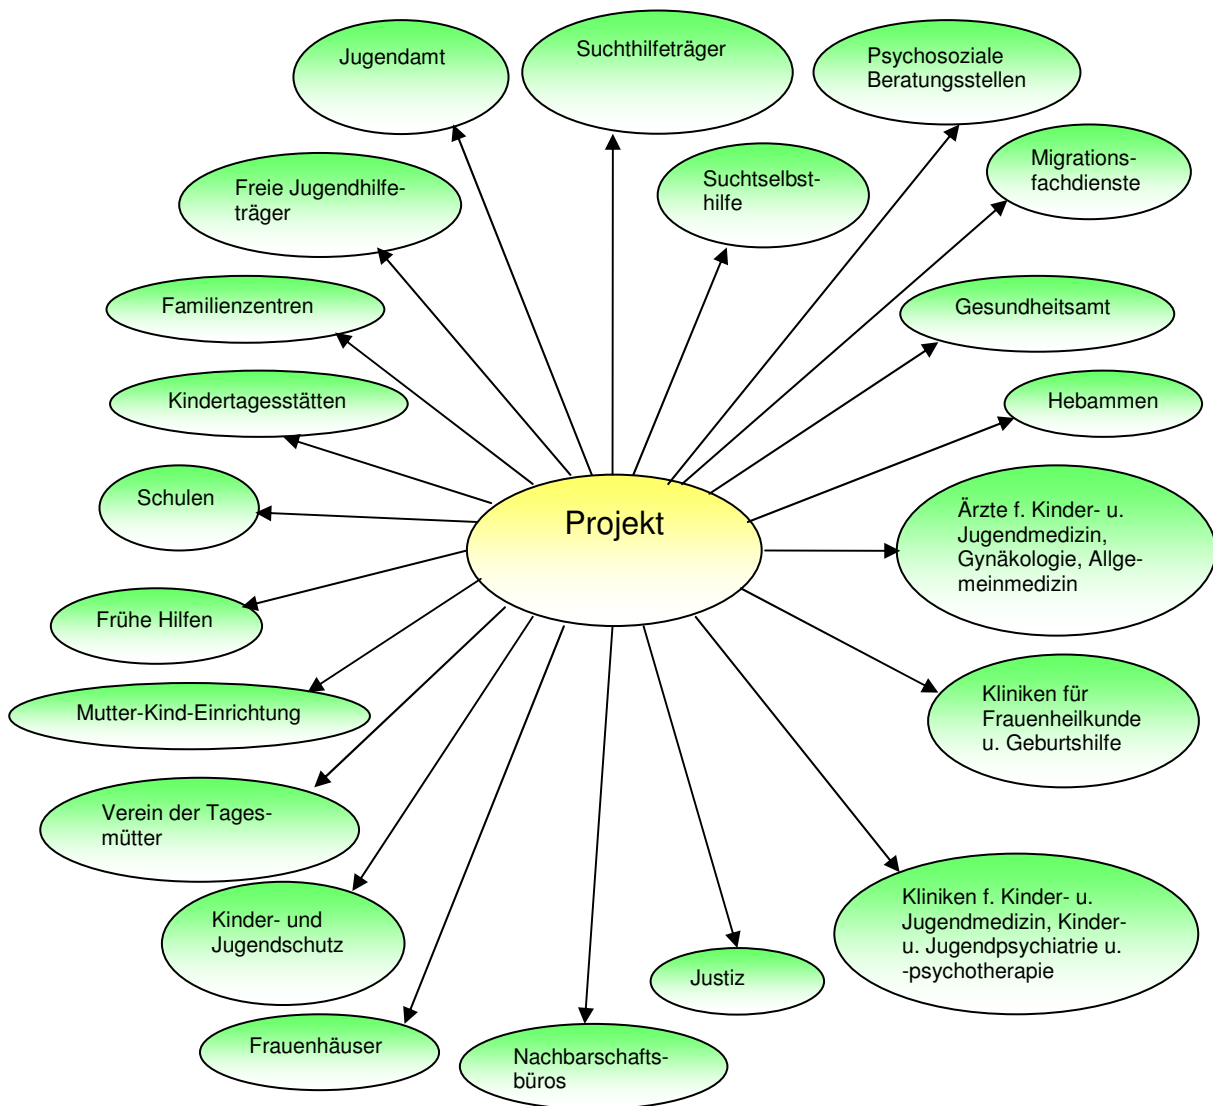 Jugendamt
Suchthilfeträger
Psychosoziale
Beratungsstellen
Freie Jugendhilfe-
träger
Suchtselbst-
hilfe
Migrations-
fachdienste
Familienzentren
Gesundheitsamt
Kindertagesstätten
Hebammen
Schulen
Projekt
Ärzte f. Kinder- u.
Jugendmedizin,
Gynäkologie, Allge-
meinmedizin
Frühe Hilfen
Mutter-Kind-Einrichtung
Kliniken für
Frauenheilkunde
u. Geburtshilfe
Verein der Tages-
mütter
Kinder- und
Jugendschutz
Kliniken f. Kinder- u.
Jugendmedizin, Kinder-
u. Jugendpsychiatrie u.
-psychotherapie
Justiz
Frauenhäuser
Nachbarschafts-
büros